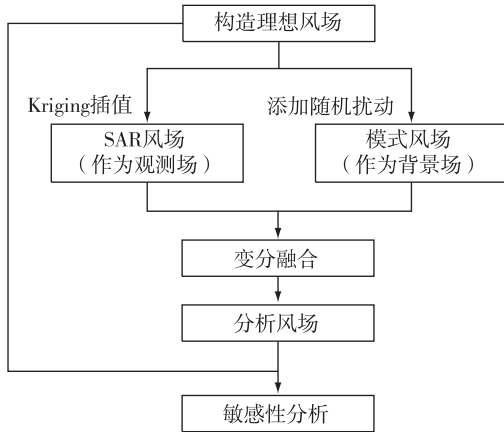 构造理想风场
Kriging插值
添加随机扰动
SAR风场
（作为观测场）
模式风场
（作为背景场）
变分融合
分析风场
敏感性分析